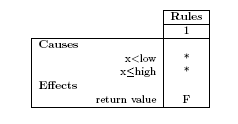 Rules
1
Causes
x<low *
x≤high *
Effects
return value F